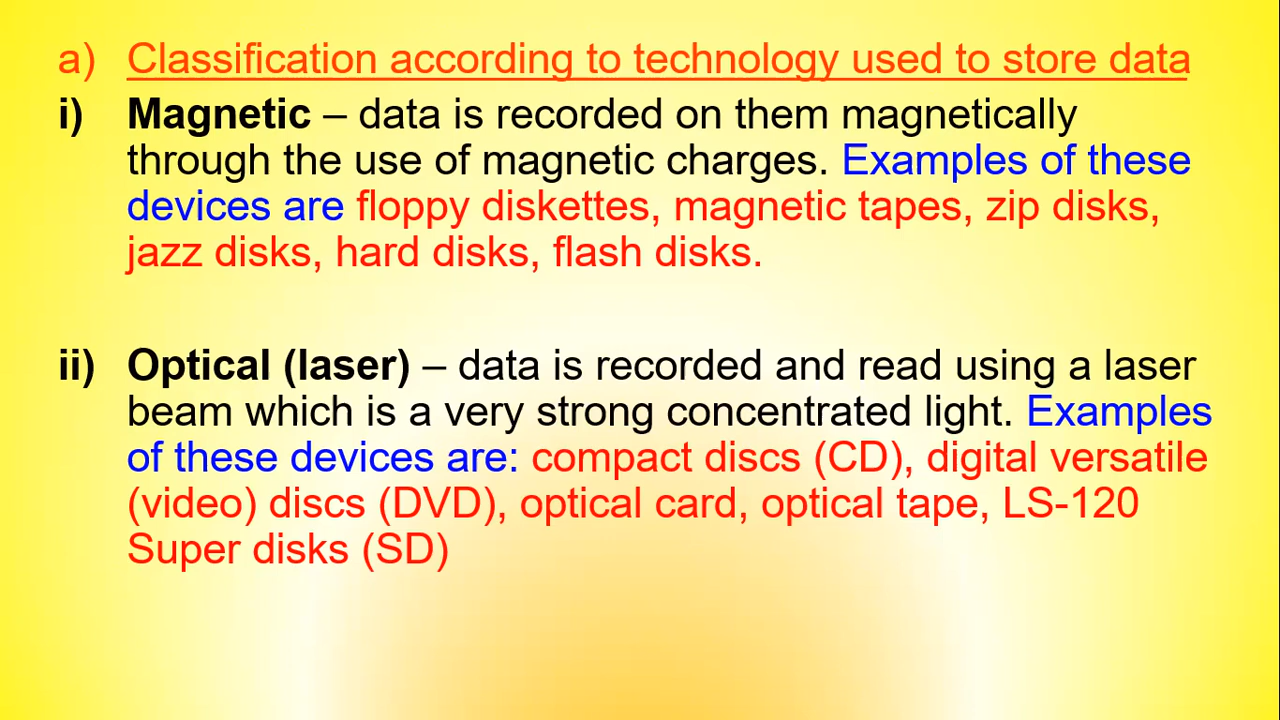 a) Classification according to technology used to store data
i) Magnetic – data is recorded on them magnetically
through the use of magnetic charges. Examples of these
devices are floppy diskettes, magnetic tapes, zip disks,
jazz disks, hard disks, flash disks.
ii) Optical (laser) – data is recorded and read using a laser
beam which is a very strong concentrated light. Examples
of these devices are: compact discs (CD), digital versatile
(video) discs (DVD), optical card, optical tape, LS-120
Super disks (SD)